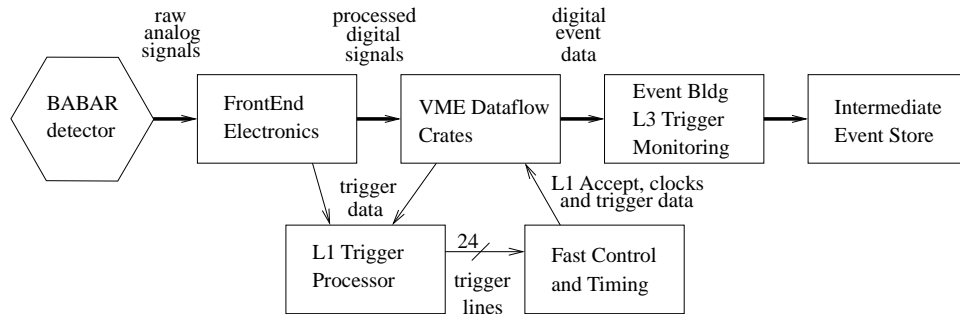 raw
analog
signals
processed
digital
signals
digital
event
data
BABAR
detector
FrontEnd
Electronics
VME Dataflow
Crates
Event Bldg
L3 Trigger
Monitoring
Intermediate
Event Store
trigger
data
L1 Accept, clocks
and trigger data
L1 Trigger
Processor
24
trigger
lines
Fast Control
and Timing